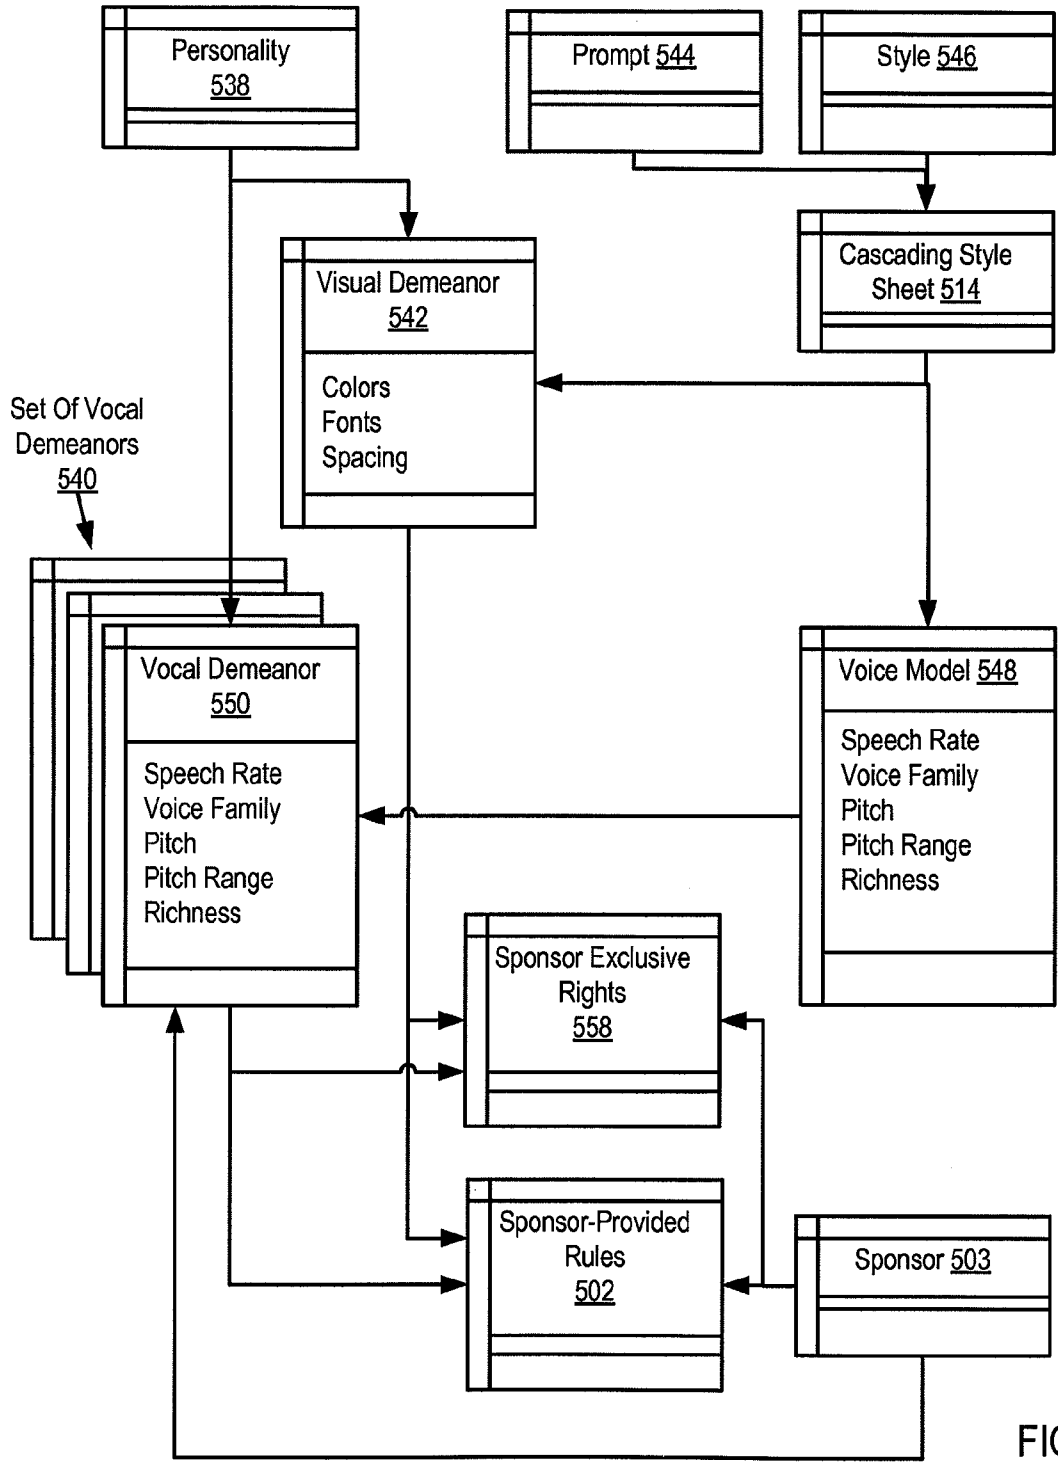 Personality
538
Prompt 544
Style 546
Visual Demeanor
542
Colors
Fonts
Spacing
Cascading Style
Sheet 514
Set Of Vocal
Demeanors
540
Vocal Demeanor
550
Speech Rate
Voice Family
Pitch
Pitch Range
Richness
Voice Model 548
Speech Rate
Voice Family
Pitch
Pitch Range
Richness
Sponsor Exclusive
Rights
558
Sponsor-Provided
Rules
502
Sponsor 503